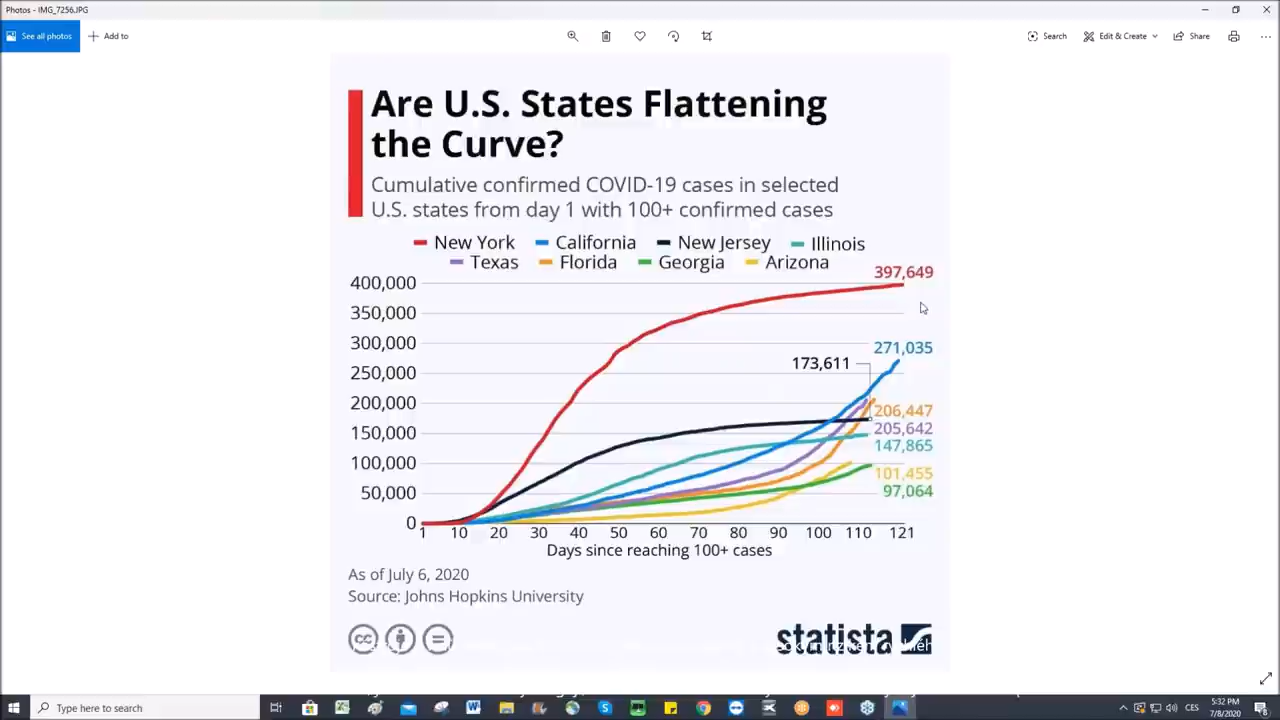 Photos - IMG_7256.JPG
See all photos
Add to
Search
Edit & Create
Share
Are U.S. States Flattening
the Curve?
Cumulative confirmed COVID-19 cases in selected
U.S. states from day 1 with 100+ confirmed cases
New York California New Jersey Illinois
Texas Florida Georgia Arizona
397,649
400,000
350,000
300,000
271,035
250,000
173,611
200,000
206,447
205,642
150,000
147,865
100,000
101,455
97,064
50,000
0
1 10 20 30 40 50 60 70 80 90 100 110 121
Days since reaching 100+ cases
As of July 6, 2020
Source: Johns Hopkins University
cc
statista
Type here to search
CES
5:32 PM
7/8/2020